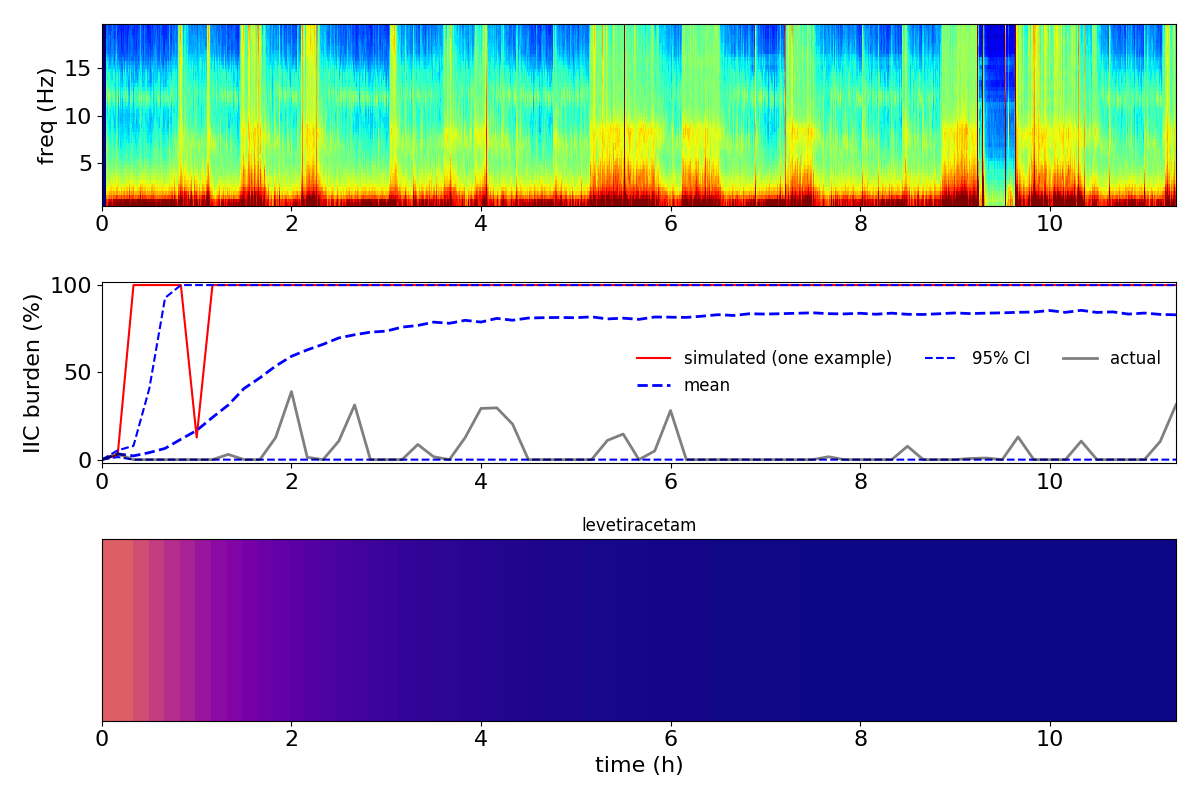 freq (Hz)
15
10
5
0 2 4 6 8 10
IIC burden (%)
100
50
0
simulated (one example) 95% CI actual
mean
0 2 4 6 8 10
levetiracetam
0 2 4 6 8 10
time (h)